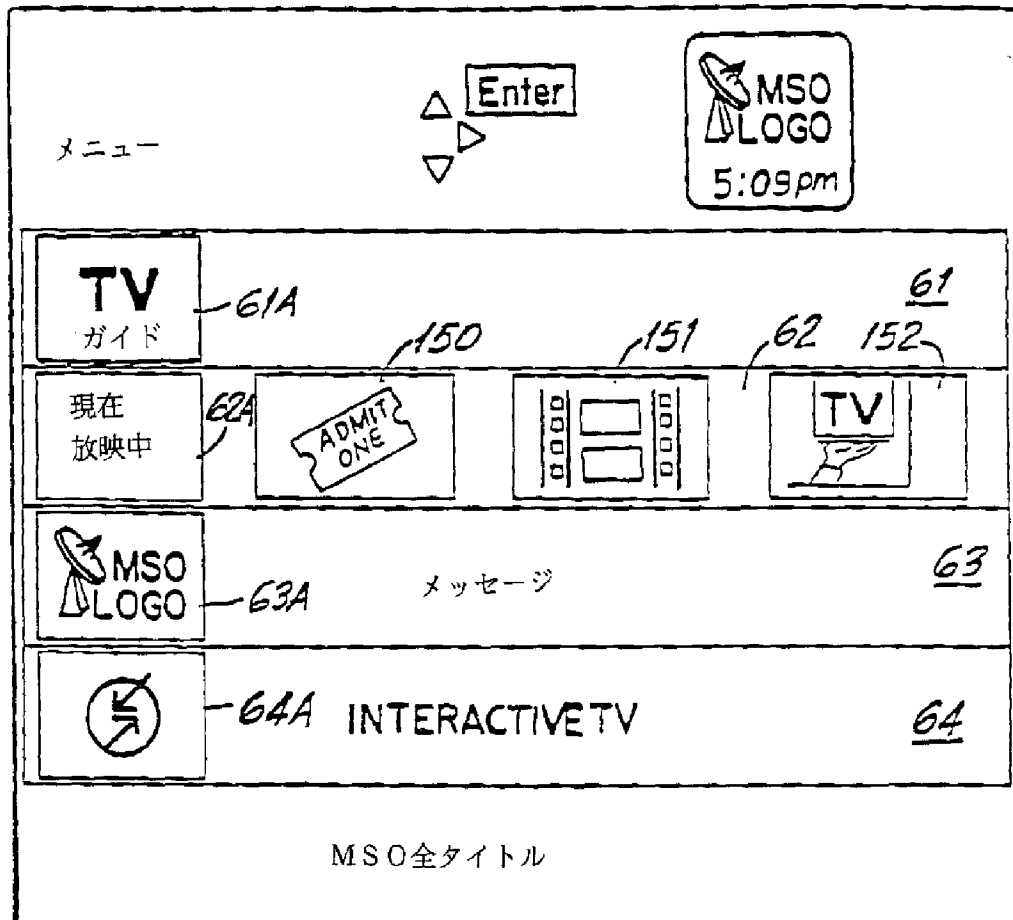 メニュー
Enter
MSO
LOGO
5:09pm
TV
ガイド
61A
61
150
151
62
152
現在
放映中
62A
ADMIT
ONE
TV
MSO
LOGO
63A
メッセージ
63
64A
INTERACTIVE TV
64
MSO全タイトル